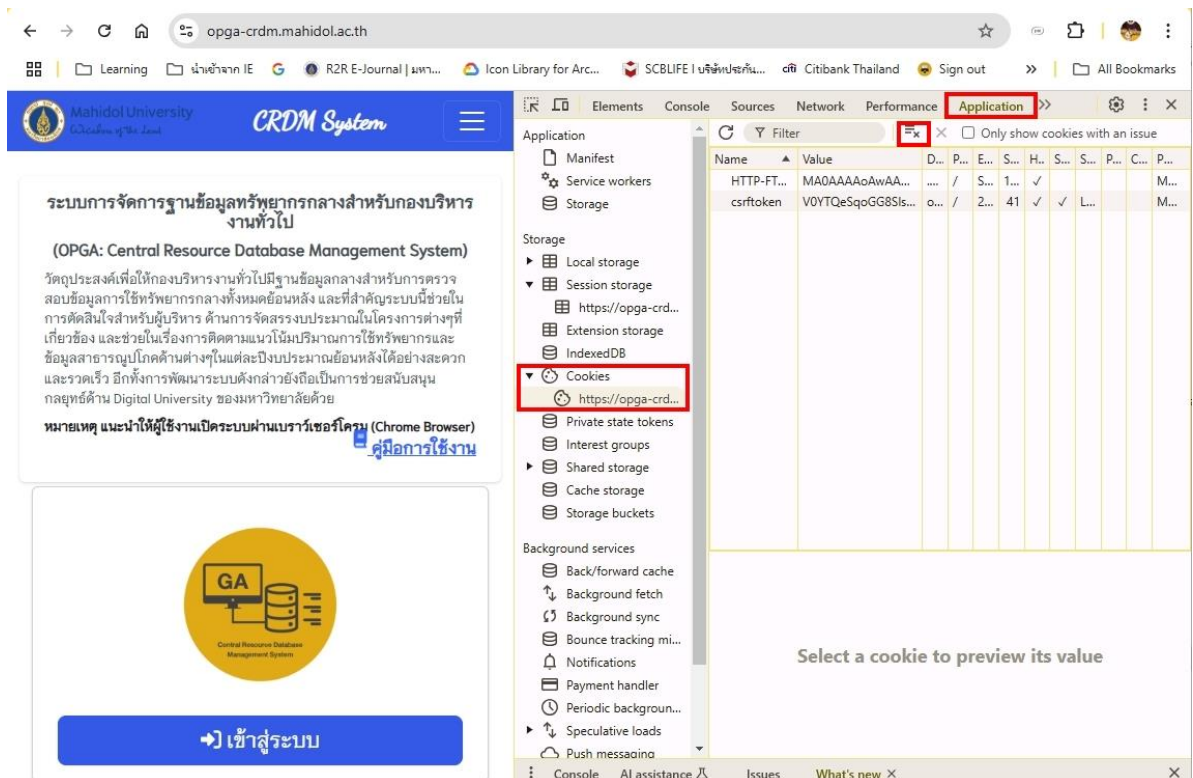 opga-crdm.mahidol.ac.th
Learning นำเข้าจาก IE G R2R E-Journal | มหา... Icon Library for Arc... SCBLIFE l บริษัทประกัน... citi Citibank Thailand Sign out » All Bookmarks
Mahidol University
Wisdom of the Land
CRDM System
ระบบการจัดการฐานข้อมูลทรัพยากรกลางสำหรับกองบริหาร
งานทั่วไป
(OPGA: Central Resource Database Management System)
วัตถุประสงค์เพื่อให้กองบริหารงานทั่วไปมีฐานข้อมูลกลางสำหรับการตรวจ
สอบข้อมูลการใช้ทรัพยากรกลางทั้งหมดย้อนหลัง และที่สำคัญระบบนี้ช่วยใน
การตัดสินใจสำหรับผู้บริหาร ด้านการจัดสรรงบประมาณในโครงการต่างๆที่
เกี่ยวข้อง และช่วยในเรื่องการติดตามแนวโน้มปริมาณการใช้ทรัพยากรและ
ข้อมูลสาธารณูปโภคด้านต่างๆในแต่ละปีงบประมาณย้อนหลังได้อย่างสะดวก
และรวดเร็ว อีกทั้งการพัฒนาระบบดังกล่าวยังถือเป็นการช่วยสนับสนุน
กลยุทธ์ด้าน Digital University ของมหาวิทยาลัยด้วย
หมายเหตุ แนะนำให้ผู้ใช้งานเปิดระบบผ่านเบราว์เซอร์โครม (Chrome Browser)
คู่มือการใช้งาน
GA
Central Resource Database
Management System
เข้าสู่ระบบ
Elements Console Sources Network Performance Application »
Application
Manifest
Service workers
Storage
Storage
Local storage
Session storage
https://opga-crd...
Extension storage
IndexedDB
Cookies
https://opga-crd...
Private state tokens
Interest groups
Shared storage
Cache storage
Storage buckets
Background services
Back/forward cache
Background fetch
Background sync
Bounce tracking mi...
Notifications
Payment handler
Periodic backgroun...
Speculative loads
Push messaging
Filter Only show cookies with an issue
Name Value D... P... E... S... H.. S... S... P... C... P...
HTTP-FT... MA0AAAAoAwAA... .... / S... 1... ✓ M...
csrftoken V0YTQeSqoGG8SIs... o... / 2... 41 ✓ ✓ L... M...
Select a cookie to preview its value
Console AI assistance Issues What's new